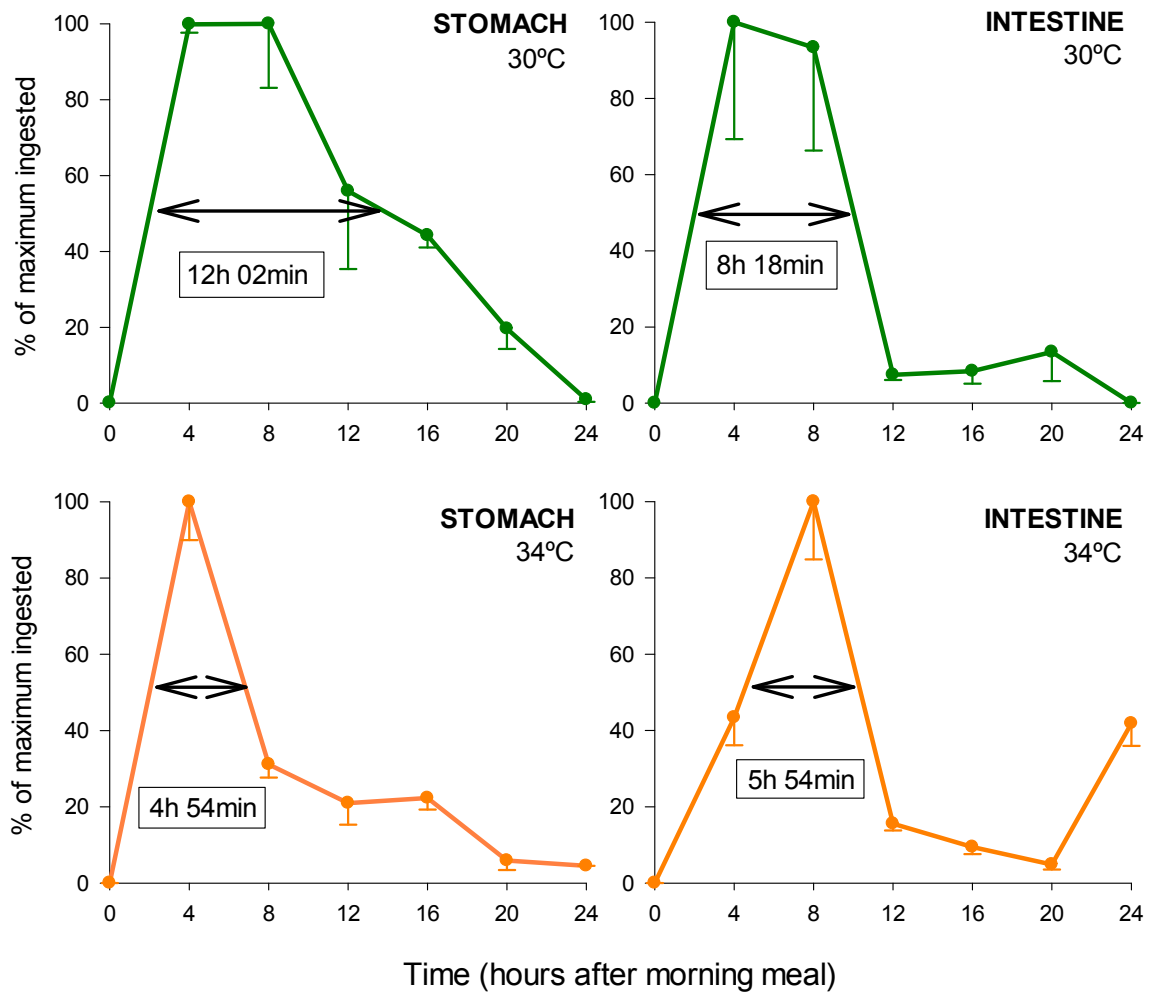 STOMACH
30ºC
% of maximum ingested
100
80
60
40
20
0
12h 02min
0 4 8 12 16 20 24
INTESTINE
30ºC
100
80
60
40
20
0
8h 18min
0 4 8 12 16 20 24
STOMACH
34ºC
% of maximum ingested
100
80
60
40
20
0
4h 54min
0 4 8 12 16 20 24
INTESTINE
34ºC
100
80
60
40
20
0
5h 54min
0 4 8 12 16 20 24
Time (hours after morning meal)